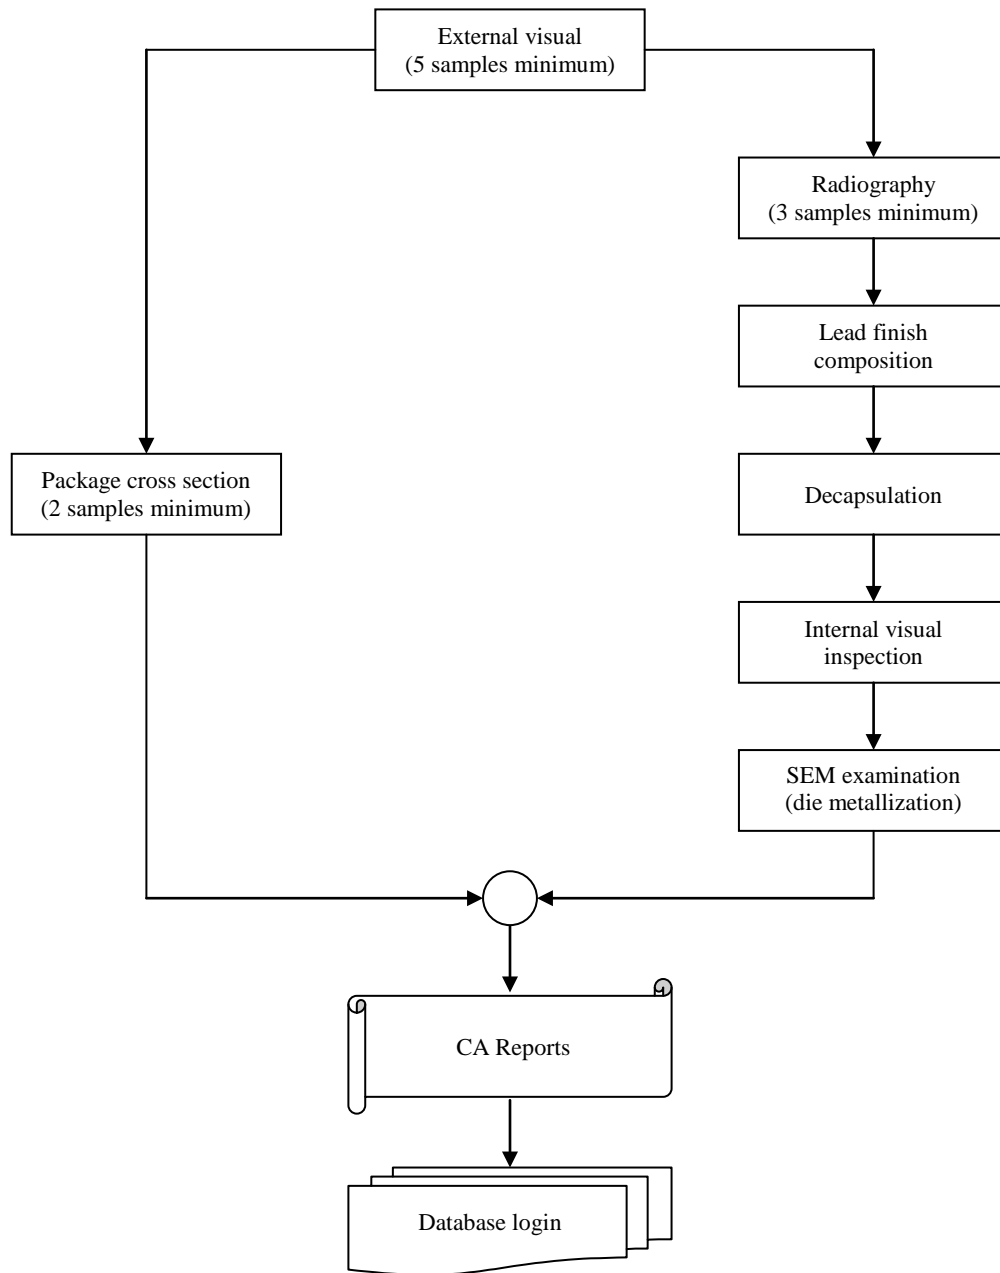 External visual
(5 samples minimum)
Radiography
(3 samples minimum)
Lead finish
composition
Package cross section
(2 samples minimum)
Decapsulation
Internal visual
inspection
SEM examination
(die metallization)
CA Reports
Database login